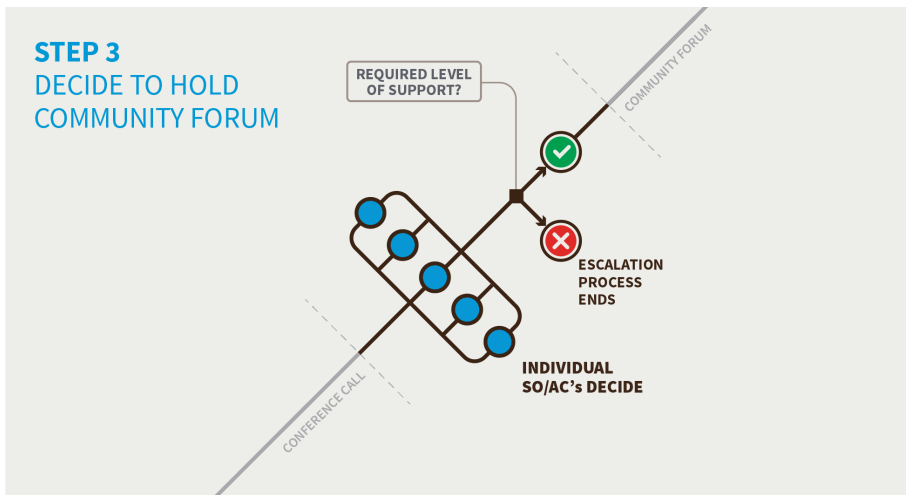 STEP 3
DECIDE TO HOLD
COMMUNITY FORUM
REQUIRED LEVEL
OF SUPPORT?
COMMUNITY FORUM
ESCALATION
PROCESS
ENDS
INDIVIDUAL
SO/AC’s DECIDE
CONFERENCE CALL